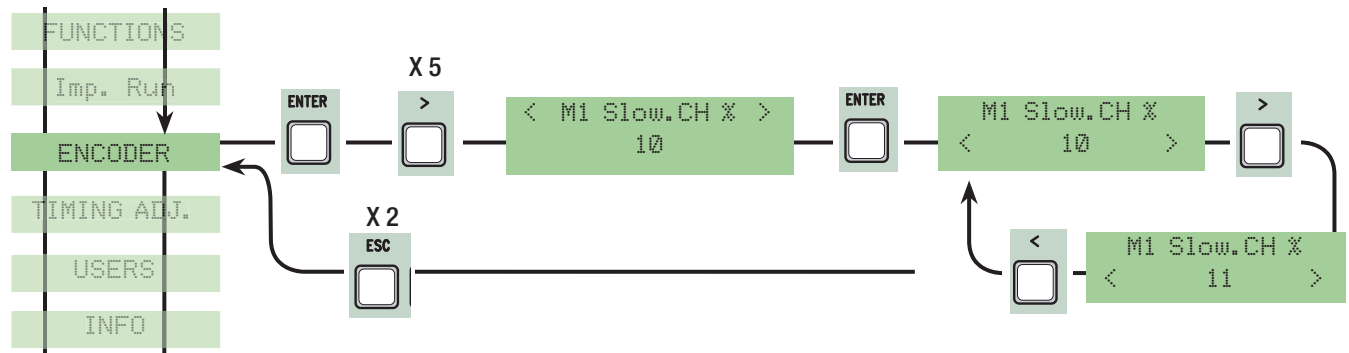 FUNCTIONS
Imp. Run
ENCODER
TIMING ADJ.
USERS
INFO
ENTER
X 5
>
< M1 Slow.CH % >
10
ENTER
M1 Slow.CH %
< 10 >
>
X 2
ESC
<
M1 Slow.CH %
< 11 >